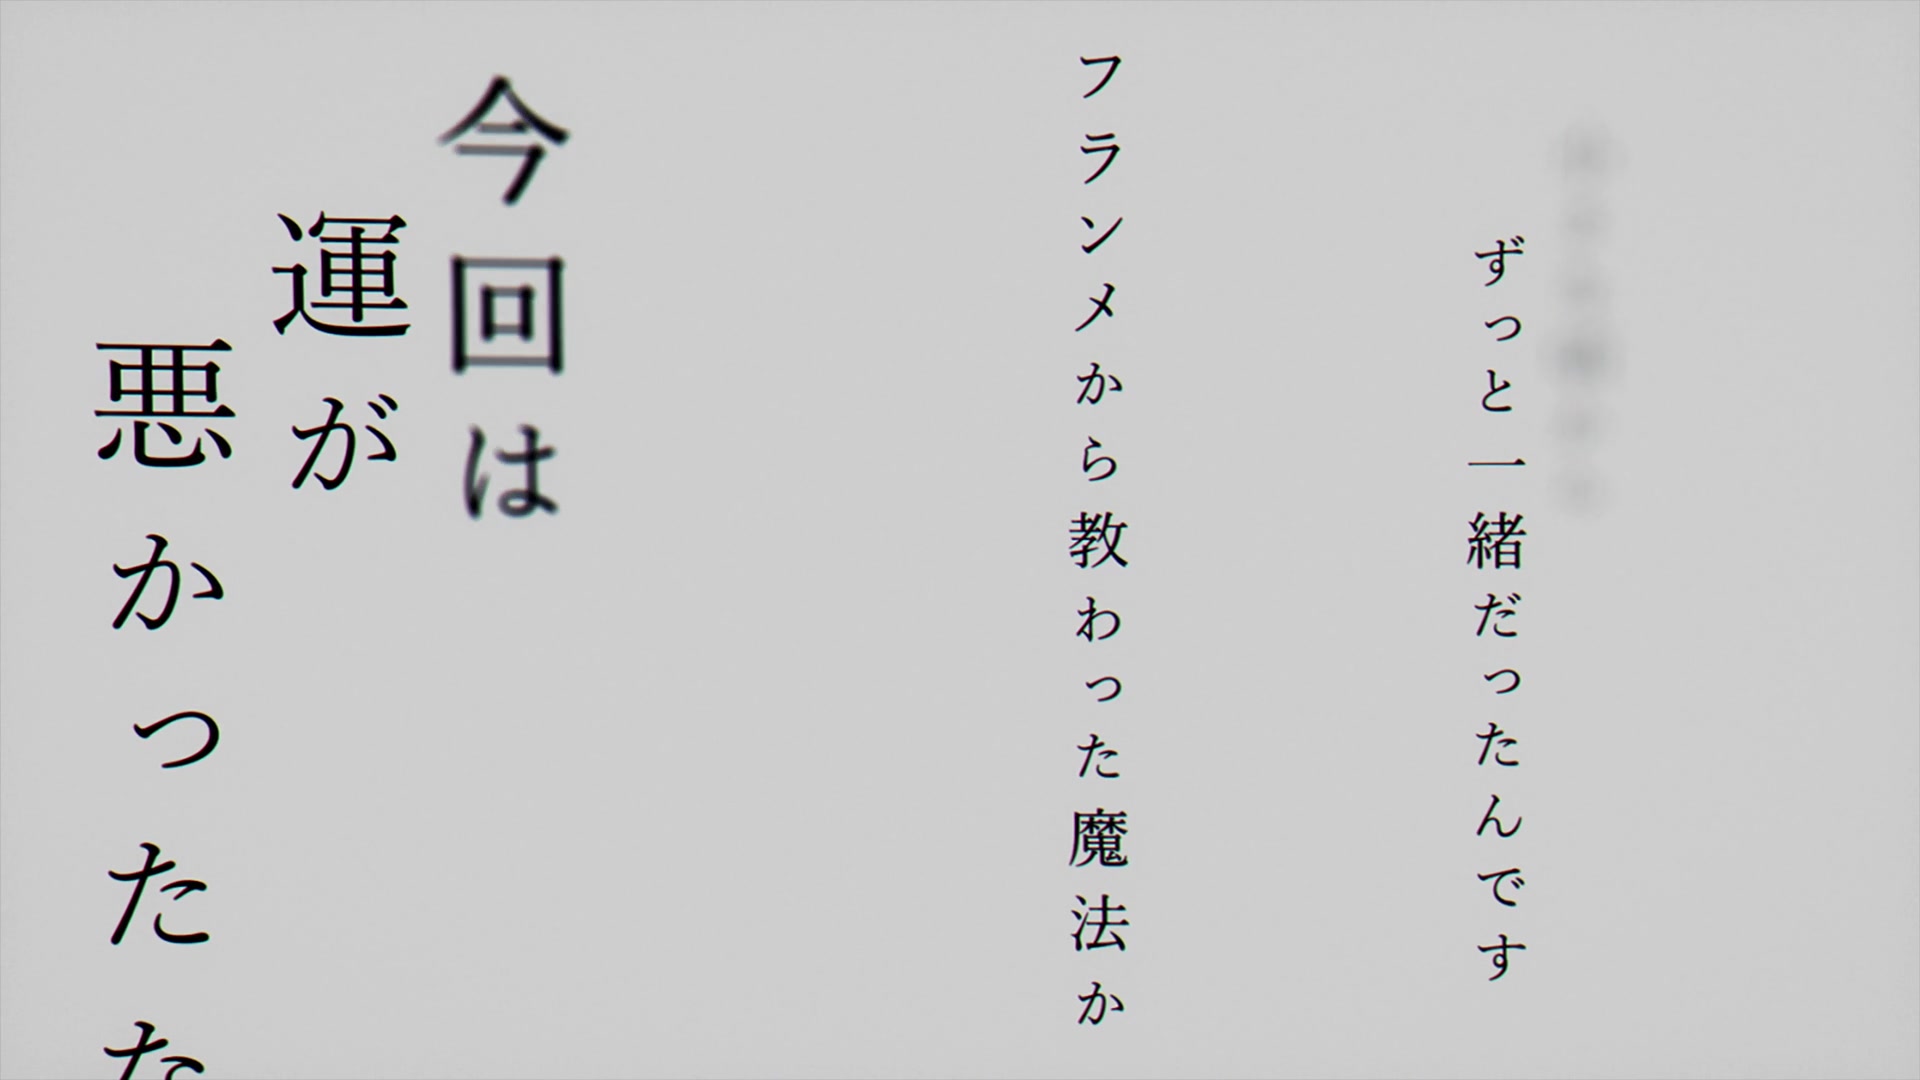 ずっと一緒だったんです
フランメから教わった魔法か
今回は
運が
悪かったな